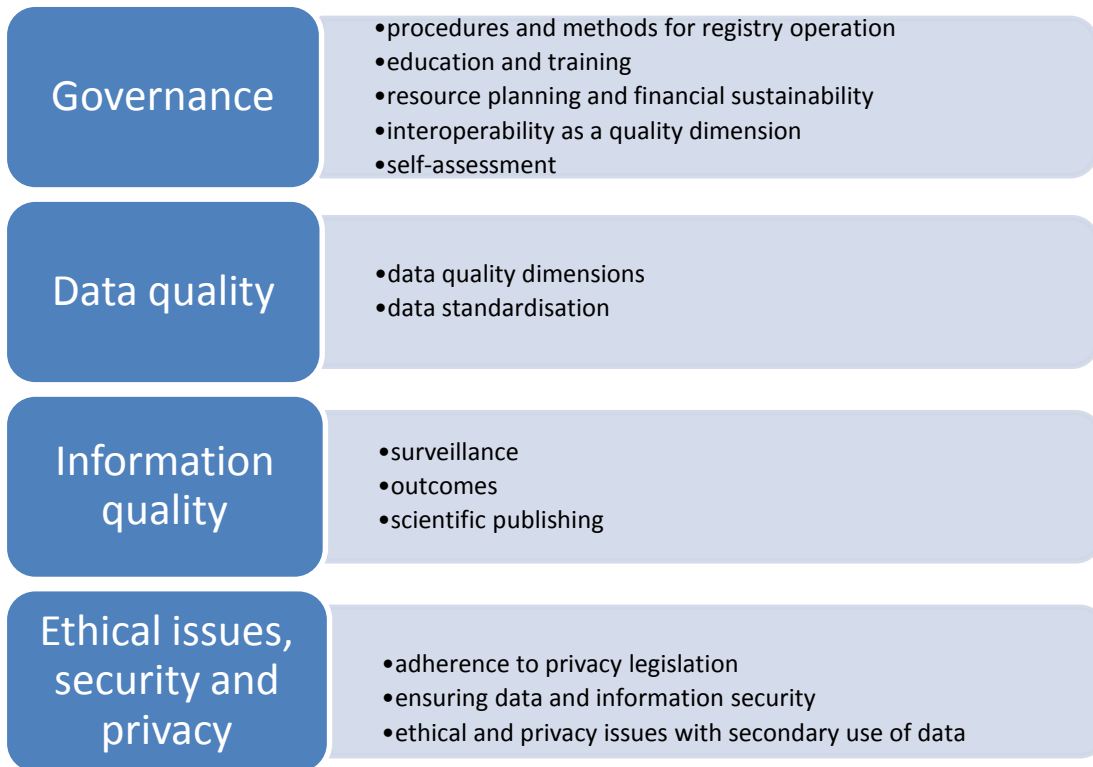 Governance
•procedures and methods for registry operation
•education and training
•resource planning and financial sustainability
•interoperability as a quality dimension
•self-assessment
Data quality
•data quality dimensions
•data standardisation
Information
quality
•surveillance
•outcomes
•scientific publishing
Ethical issues,
security and
privacy
•adherence to privacy legislation
•ensuring data and information security
•ethical and privacy issues with secondary use of data